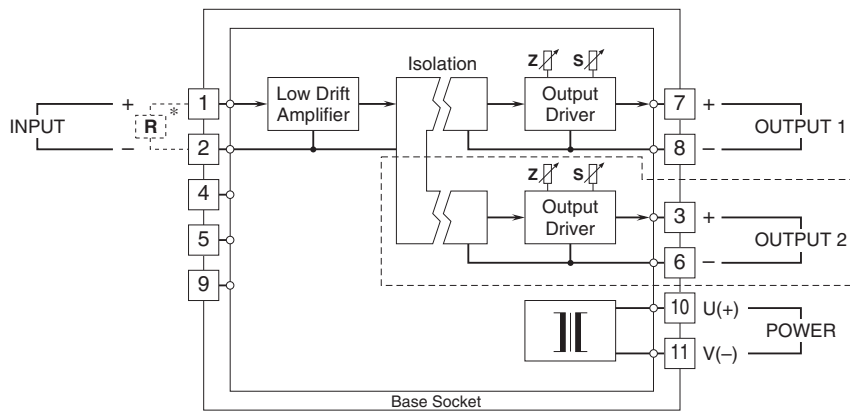 Isolation
Z S
Low Drift
Amplifier
Output
Driver
INPUT
+
–
R
*
1
2
4
5
9
7 +
8 –
OUTPUT 1
Z S
Output
Driver
3 +
6 –
OUTPUT 2
10 U(+)
11 V(–)
POWER
Base Socket